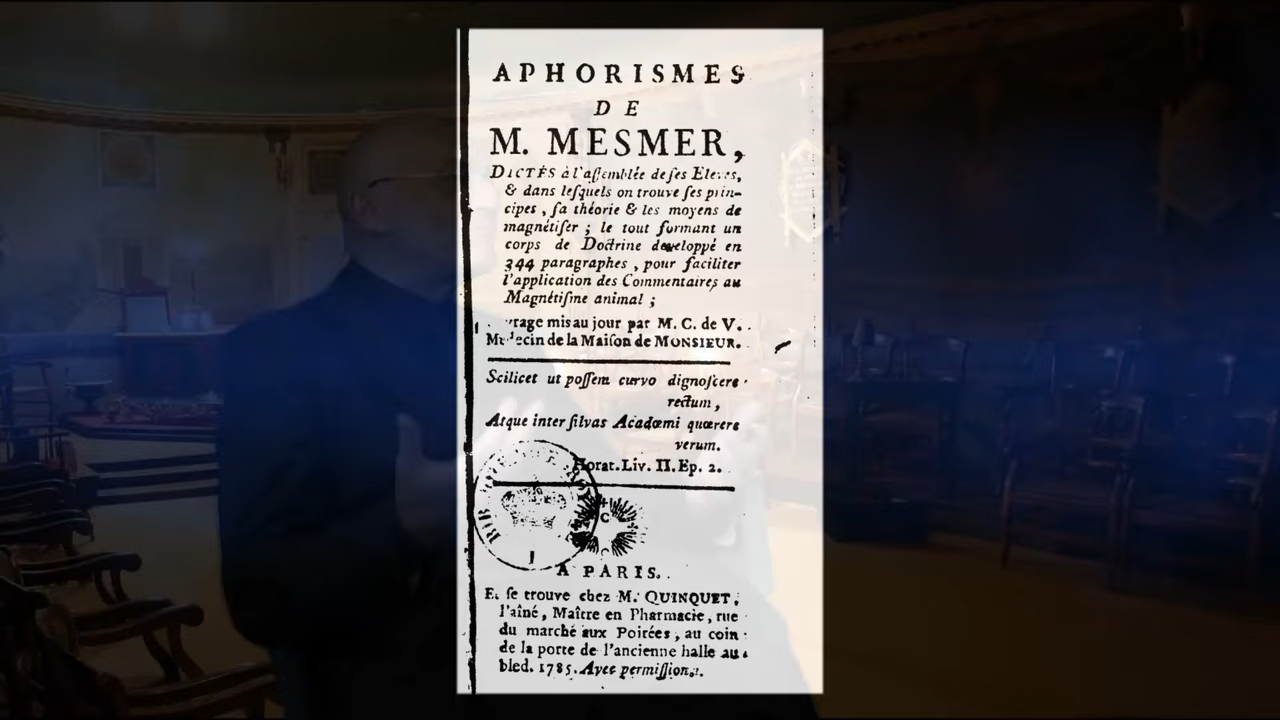 APHORISMES
DE
M. MESMER,
DICTÉS à l'aſſemblée de ſes Eleves,
& dans leſquels on trouve ſes prin-
cipes, ſa théorie & les moyens de
magnétiſer ; le tout formant un
corps de Doctrine developpé en
344 paragraphes, pour faciliter
l'application des Commentaires au
Magnétiſme animal ;
mis au jour par M. C. de V.
de la Maiſon de MONSIEUR.
Scilicet ut poſſem curvo dignoſcere
rectum,
Atque inter ſilvas Academi quærere
verum.
Horat. Liv. II. Ep. 2.
A PARIS.
Et ſe trouve chez M. QUINQUET,
l'aîné, Maître en Pharmacie, rue
du marché aux Poirées, au coin
de la porte de l'ancienne halle au
bled. 1785. Avec permiſſion.